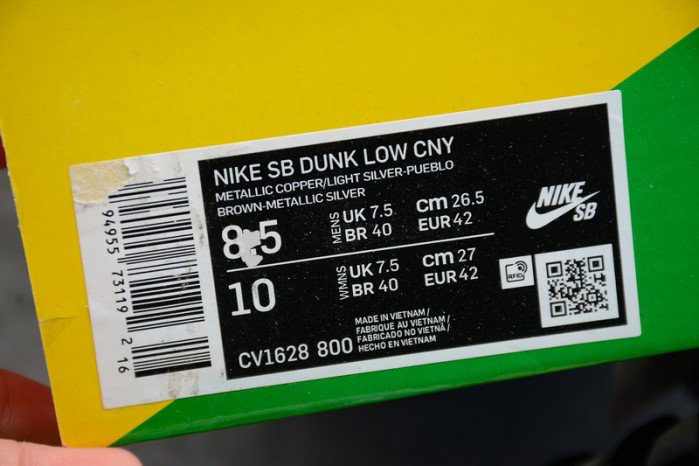 NIKE SB DUNK LOW CNY
METALLIC COPPER/LIGHT SILVER-PUEBLO
BROWN-METALLIC SILVER
8.5
MENS
UK 7.5
BR 40
cm 26.5
EUR 42
10
WMNS
UK 7.5
BR 40
cm 27
EUR 42
CV1628 800
MADE IN VIETNAM /
FABRIQUE AU VIETNAM /
FABRICADO NO VIETNÃ /
HECHO EN VIETNAM
NIKE
SB
RFID
94955 73119 2 16